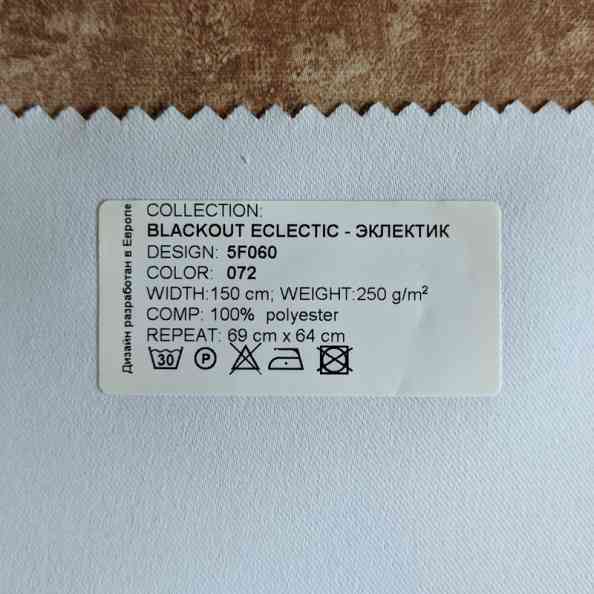 COLLECTION:
BLACKOUT ECLECTIC - ЭКЛЕКТИК
DESIGN: 5F060
COLOR: 072
WIDTH:150 cm; WEIGHT:250 g/m²
COMP: 100% polyester
REPEAT: 69 cm x 64 cm
30 P
Дизайн разработан в Европе